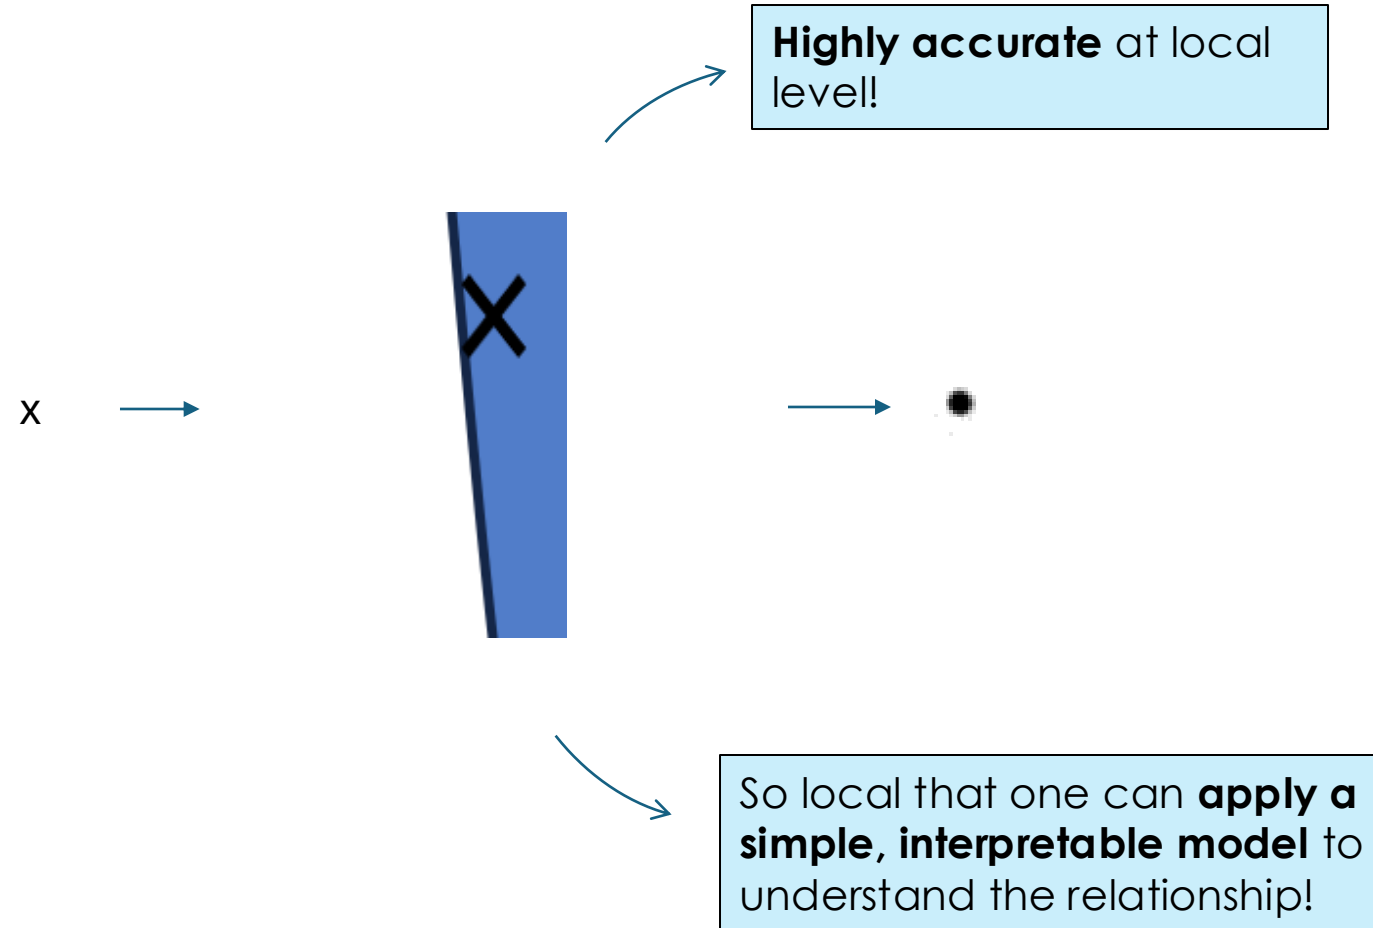 Highly accurate at local
level!
X
x
So local that one can apply a
simple, interpretable model to
understand the relationship!